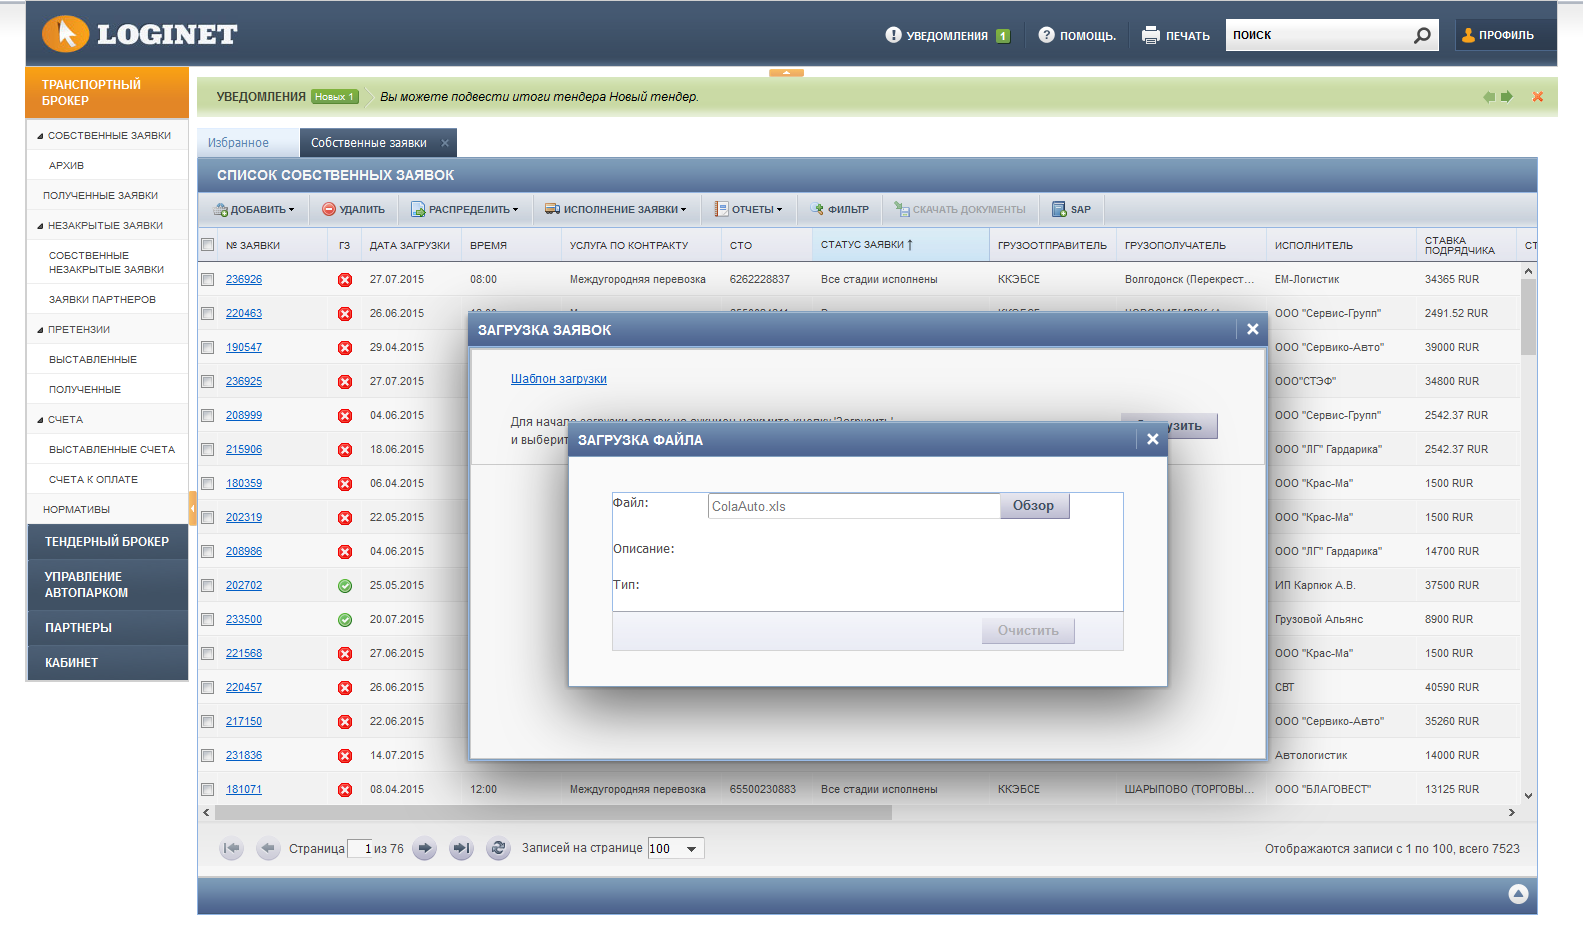 LOGINET
УВЕДОМЛЕНИЯ 1
ПОМОЩЬ.
ПЕЧАТЬ
ПОИСК
ПРОФИЛЬ
ТРАНСПОРТНЫЙ
БРОКЕР
СОБСТВЕННЫЕ ЗАЯВКИ
АРХИВ
ПОЛУЧЕННЫЕ ЗАЯВКИ
НЕЗАКРЫТЫЕ ЗАЯВКИ
СОБСТВЕННЫЕ
НЕЗАКРЫТЫЕ ЗАЯВКИ
ЗАЯВКИ ПАРТНЕРОВ
ПРЕТЕНЗИИ
ВЫСТАВЛЕННЫЕ
ПОЛУЧЕННЫЕ
СЧЕТА
ВЫСТАВЛЕННЫЕ СЧЕТА
СЧЕТА К ОПЛАТЕ
НОРМАТИВЫ
ТЕНДЕРНЫЙ БРОКЕР
УПРАВЛЕНИЕ
АВТОПАРКОМ
ПАРТНЕРЫ
КАБИНЕТ
УВЕДОМЛЕНИЯ Новых 1 Вы можете подвести итоги тендера Новый тендер.
Избранное
Собственные заявки
СПИСОК СОБСТВЕННЫХ ЗАЯВОК
ДОБАВИТЬ УДАЛИТЬ РАСПРЕДЕЛИТЬ ИСПОЛНЕНИЕ ЗАЯВКИ ОТЧЕТЫ ФИЛЬТР СКАЧАТЬ ДОКУМЕНТЫ SAP
№ ЗАЯВКИ ГЗ ДАТА ЗАГРУЗКИ ВРЕМЯ УСЛУГА ПО КОНТРАКТУ СТО СТАТУС ЗАЯВКИ ГРУЗООТПРАВИТЕЛЬ ГРУЗОПОЛУЧАТЕЛЬ ИСПОЛНИТЕЛЬ СТАВКА ПОДРЯДЧИКА СТ
236926 27.07.2015 08:00 Междугородняя перевозка 6262228837 Все стадии исполнены ККЭБСЕ Волгодонск (Перекрест... ЕМ-Логистик 34365 RUR
220463 26.06.2015 ООО "Сервис-Групп" 2491.52 RUR
190547 29.04.2015 ООО "Сервико-Авто" 39000 RUR
236925 27.07.2015 ООО"СТЭФ" 34800 RUR
208999 04.06.2015 ООО "Сервис-Групп" 2542.37 RUR
215906 18.06.2015 ООО "ЛГ" Гардарика" 2542.37 RUR
180359 06.04.2015 ООО "Крас-Ма" 1500 RUR
202319 22.05.2015 ООО "Крас-Ма" 1500 RUR
208986 04.06.2015 ООО "ЛГ" Гардарика" 14700 RUR
202702 25.05.2015 ИП Карпюк А.В. 37500 RUR
233500 20.07.2015 Грузовой Альянс 8900 RUR
221568 27.06.2015 ООО "Крас-Ма" 1500 RUR
220457 26.06.2015 СВТ 40590 RUR
217150 22.06.2015 ООО "Сервико-Авто" 35260 RUR
231836 14.07.2015 Автологистик 14000 RUR
181071 08.04.2015 12:00 Междугородняя перевозка 65500230883 Все стадии исполнены ККЭБСЕ ШАРЫПОВО (ТОРГОВЫ... ООО "БЛАГОВЕСТ" 13125 RUR
ЗАГРУЗКА ЗАЯВОК
Шаблон загрузки
Для начала загрузки заявок на аукцион нажмите кнопку 'Загрузить'
и выберит
узить
ЗАГРУЗКА ФАЙЛА
Файл: ColaAuto.xls Обзор
Описание:
Тип:
Очистить
Страница 1 из 76 Записей на странице 100
Отображаются записи с 1 по 100, всего 7523